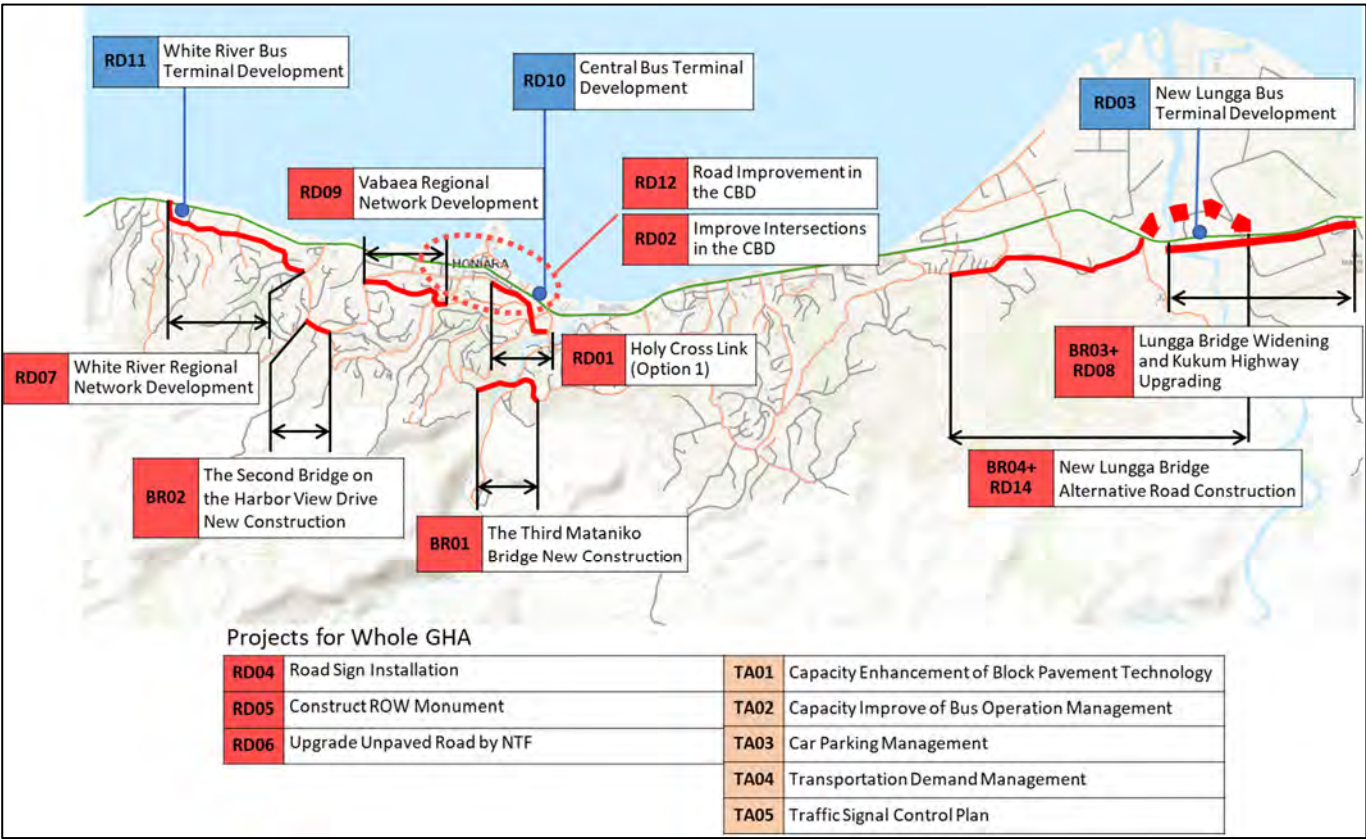 RD11
White River Bus
Terminal Development
RD10
Central Bus Terminal
Development
RD03
New Lungga Bus
Terminal Development
RD09
Vabaea Regional
Network Development
RD12
Road Improvement in
the CBD
RD02
Improve Intersections
in the CBD
HONIARA
RD07
White River Regional
Network Development
RD01
Holy Cross Link
(Option 1)
BR03+
RD08
Lungga Bridge Widening
and Kukum Highway
Upgrading
BR02
The Second Bridge on
the Harbor View Drive
New Construction
BR04+
RD14
New Lungga Bridge
Alternative Road Construction
BR01
The Third Mataniko
Bridge New Construction
Projects for Whole GHA
RD04 Road Sign Installation
RD05 Construct ROW Monument
RD06 Upgrade Unpaved Road by NTF
TA01 Capacity Enhancement of Block Pavement Technology
TA02 Capacity Improve of Bus Operation Management
TA03 Car Parking Management
TA04 Transportation Demand Management
TA05 Traffic Signal Control Plan